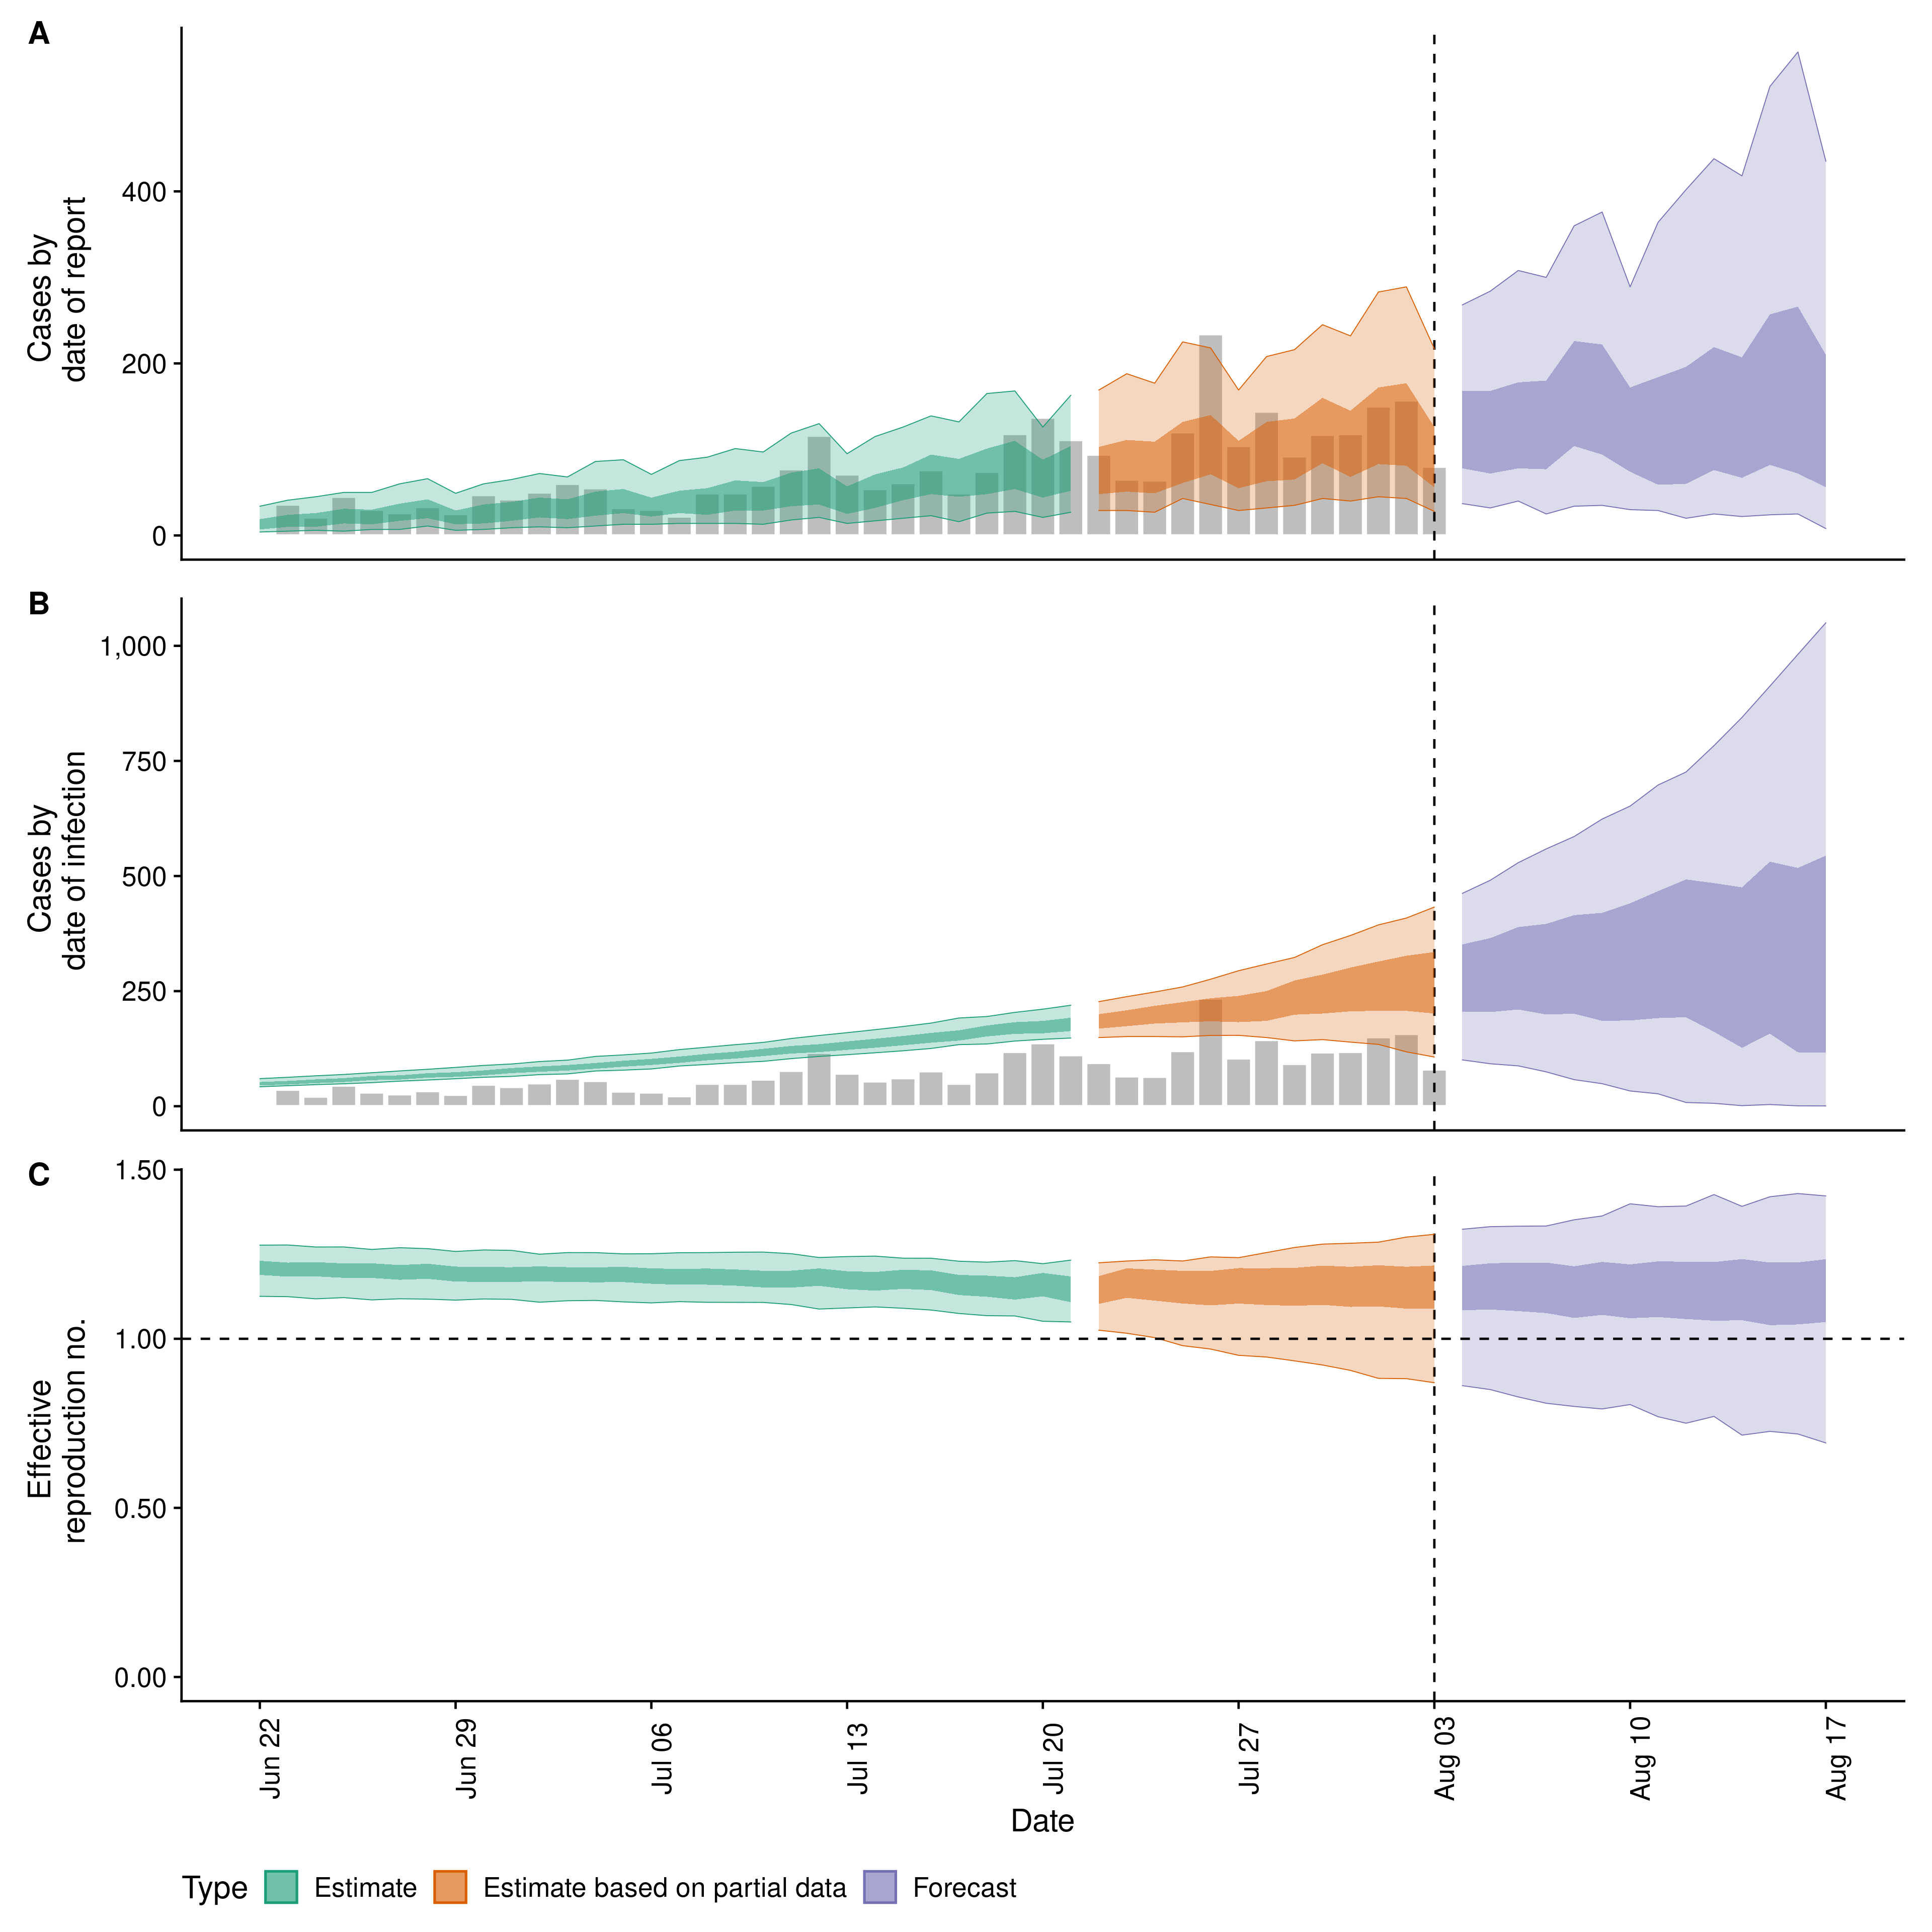 A
Cases by
date of report
400
200
0
B
Cases by
date of infection
1,000
750
500
250
0
C
Effective
reproduction no.
1.50
1.00
0.50
0.00
Jun 22
Jun 29
Jul 06
Jul 13
Jul 20
Jul 27
Aug 03
Aug 10
Aug 17
Date
Type Estimate Estimate based on partial data Forecast